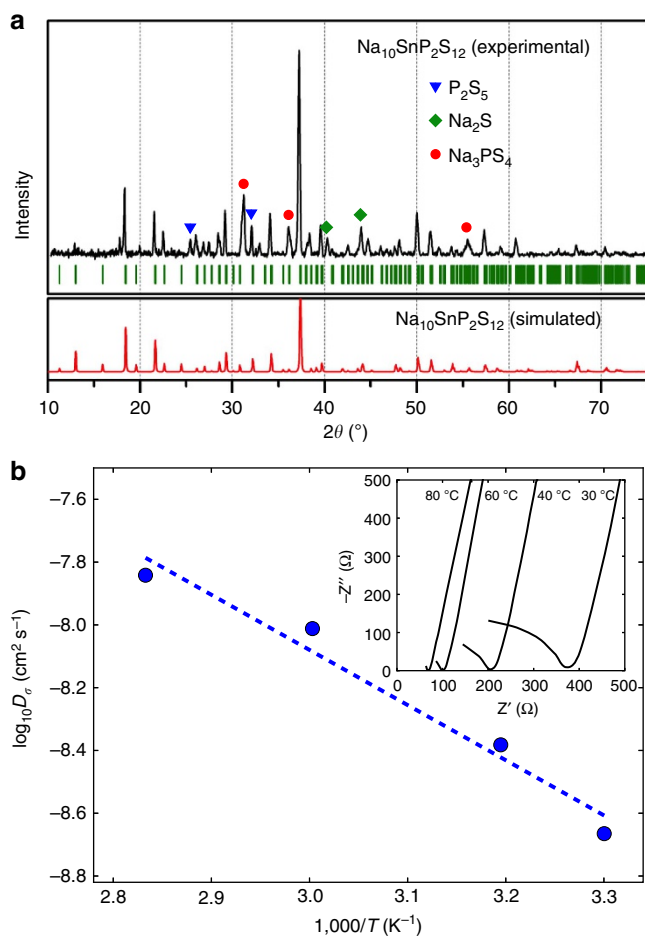 a
Na₁₀SnP₂S₁₂ (experimental)
P₂S₅
Na₂S
Na₃PS₄
Intensity
Na₁₀SnP₂S₁₂ (simulated)
10 20 30 40 50 60 70
2θ (°)
b
−7.6
−7.8
−8.0
−8.2
−8.4
−8.6
−8.8
log₁₀Dσ (cm² s⁻¹)
2.8 2.9 3.0 3.1 3.2 3.3
1,000/T (K⁻¹)
−500
400
300
200
100
0
−Z″ (Ω)
80 °C 60 °C 40 °C 30 °C
0 100 200 300 400 500
Z′ (Ω)